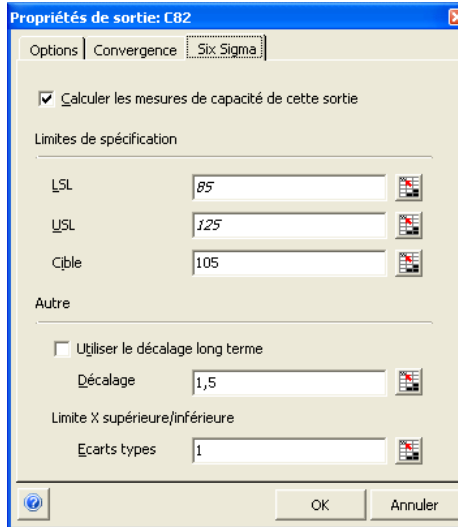 Propriétés de sortie: C82
Options Convergence Six Sigma
Calculer les mesures de capacité de cette sortie
Limites de spécification
LSL 85
USL 125
Cible 105
Autre
Utiliser le décalage long terme
Décalage 1,5
Limite X supérieure/inférieure
Ecarts types 1
OK Annuler